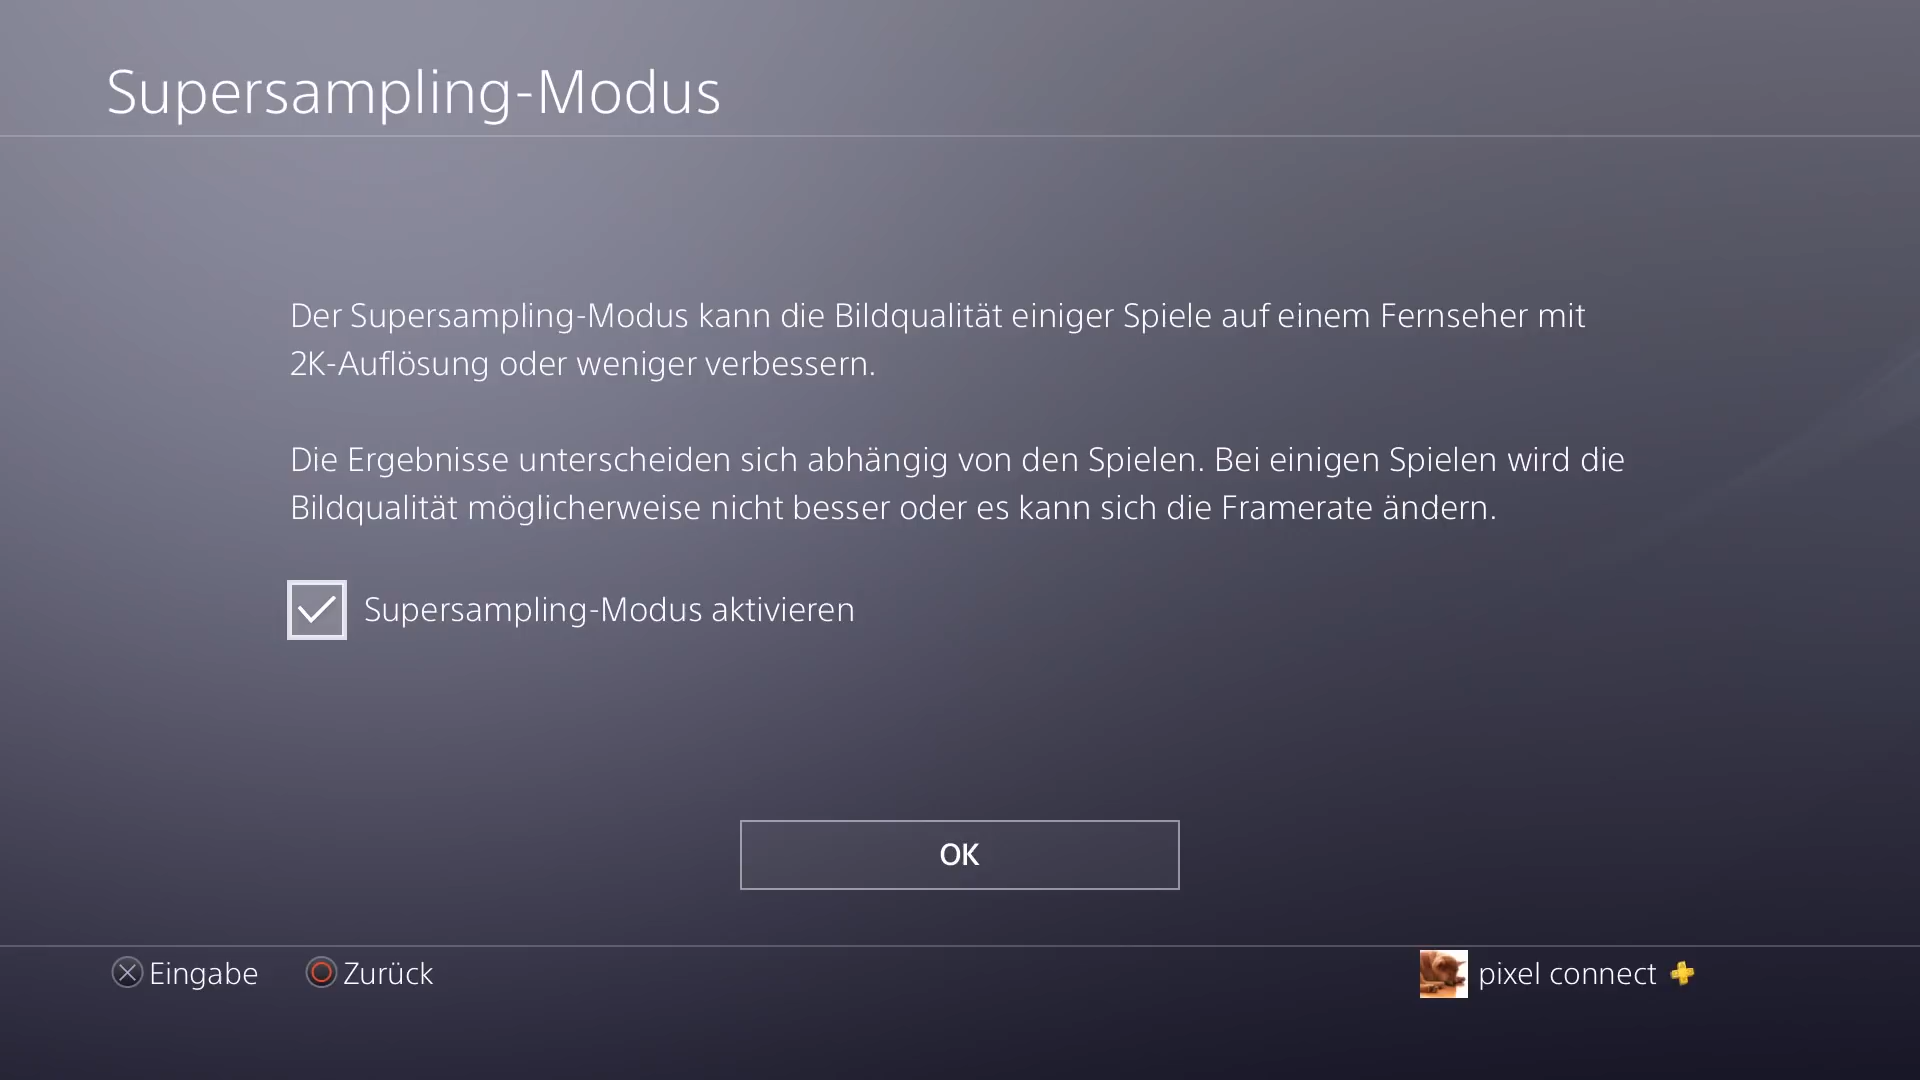 Supersampling-Modus
Der Supersampling-Modus kann die Bildqualität einiger Spiele auf einem Fernseher mit
2K-Auflösung oder weniger verbessern.
Die Ergebnisse unterscheiden sich abhängig von den Spielen. Bei einigen Spielen wird die
Bildqualität möglicherweise nicht besser oder es kann sich die Framerate ändern.
Supersampling-Modus aktivieren
OK
Eingabe
Zurück
pixel connect